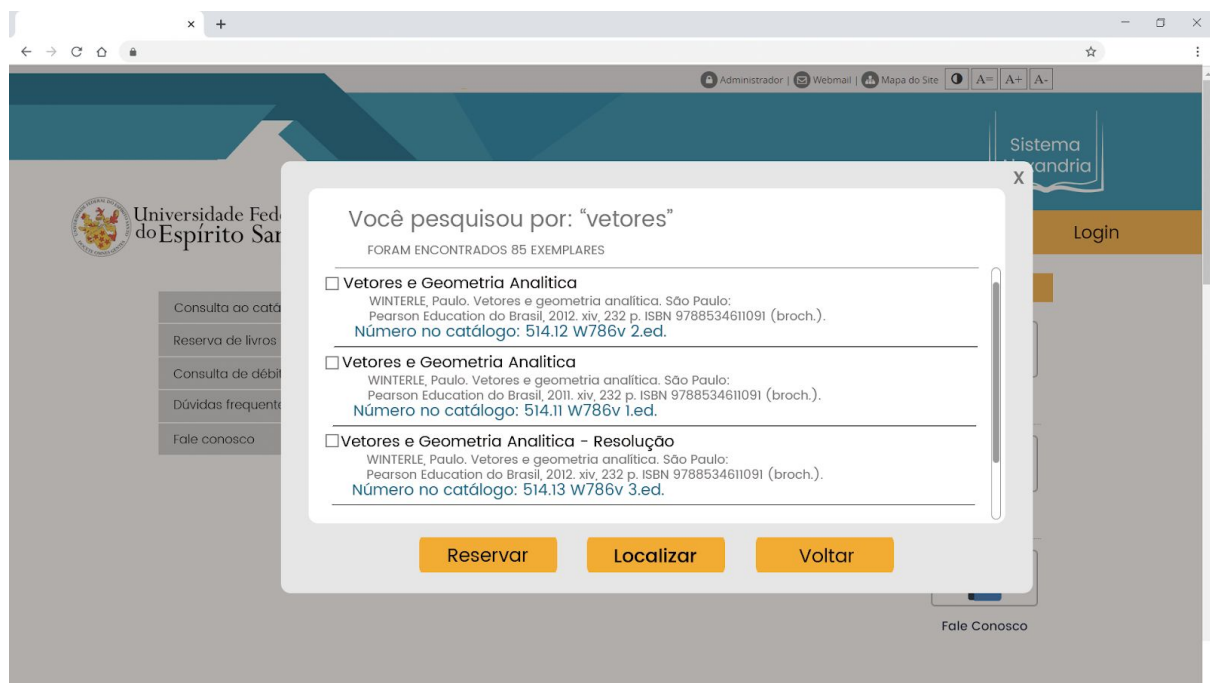 Administrador | Webmail | Mapa do Site A= A+ A-
Sistema
andria
X
Universidade Fed
do Espírito Sar
Login
Consulta ao catá
Reserva de livros
Consulta de débit
Dúvidas frequente
Fale conosco
Você pesquisou por: “vetores”
FORAM ENCONTRADOS 85 EXEMPLARES
Vetores e Geometria Analitica
WINTERLE, Paulo. Vetores e geometria analítica. São Paulo:
Pearson Education do Brasil, 2012. xiv, 232 p. ISBN 9788534611091 (broch.).
Número no catálogo: 514.12 W786v 2.ed.
Vetores e Geometria Analitica
WINTERLE, Paulo. Vetores e geometria analítica. São Paulo:
Pearson Education do Brasil, 2011. xiv, 232 p. ISBN 9788534611091 (broch.).
Número no catálogo: 514.11 W786v 1.ed.
Vetores e Geometria Analitica - Resolução
WINTERLE, Paulo. Vetores e geometria analítica. São Paulo:
Pearson Education do Brasil, 2012. xiv, 232 p. ISBN 9788534611091 (broch.).
Número no catálogo: 514.13 W786v 3.ed.
Reservar Localizar Voltar
Fale Conosco